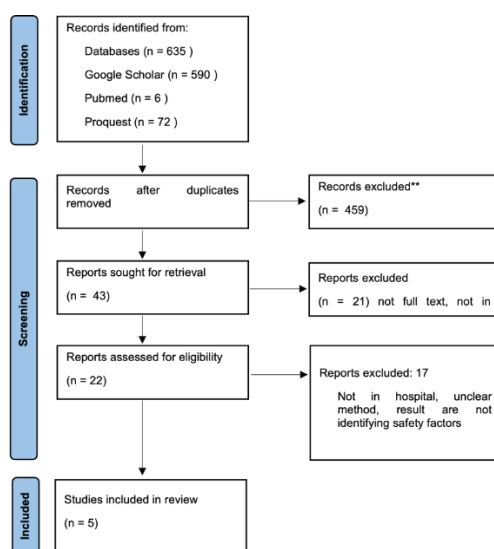 Identification
Records identified from:
Databases (n = 635 )
Google Scholar (n = 590 )
Pubmed (n = 6 )
Proquest (n = 72 )
Screening
Records after duplicates
removed
Records excluded**
(n = 459)
Reports sought for retrieval
(n = 43)
Reports excluded
(n = 21) not full text, not in
Reports assessed for eligibility
(n = 22)
Reports excluded: 17
Not in hospital, unclear
method, result are not
identifying safety factors
Included
Studies included in review
(n = 5)